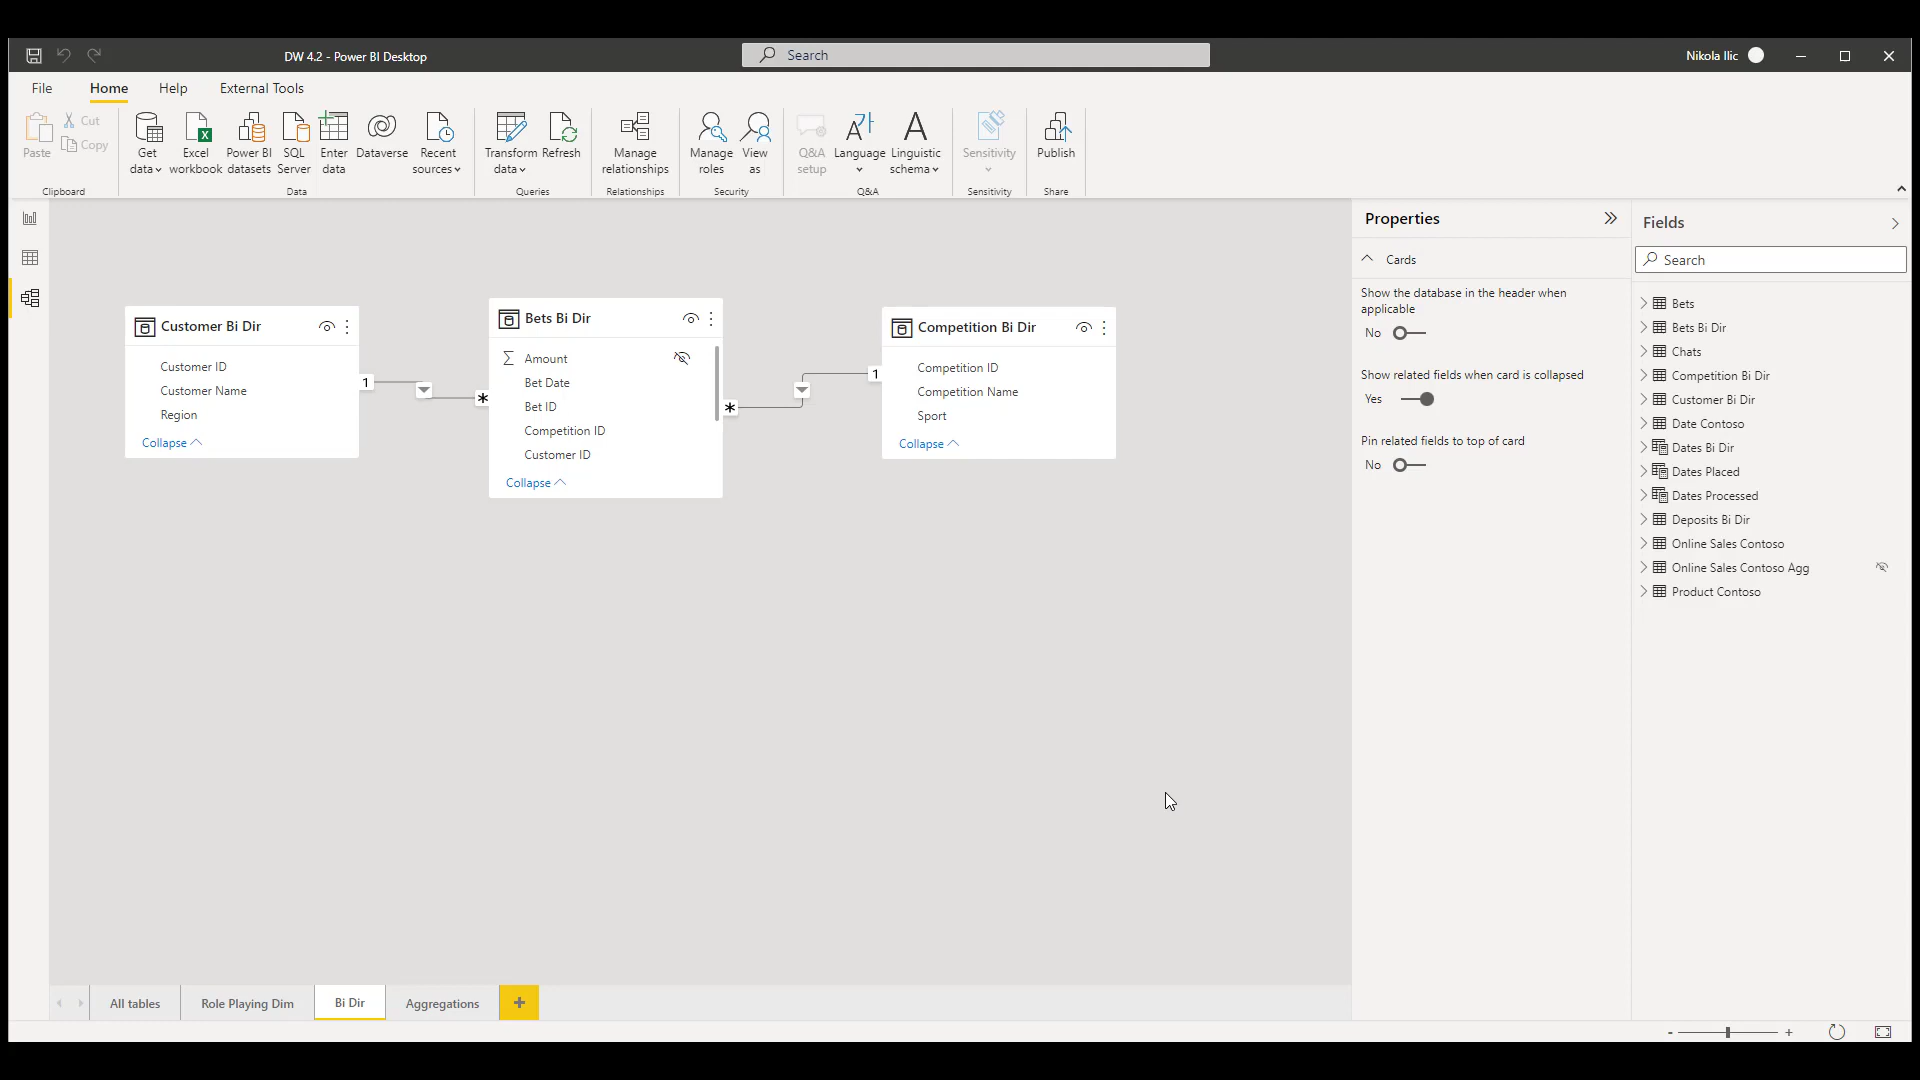 DW 4.2 - Power BI Desktop
Search
Nikola Ilic
File
Home
Help
External Tools
Paste
Cut
Copy
Get data
Excel workbook
Power BI datasets
SQL Server
Enter data
Dataverse
Recent sources
Transform data
Refresh
Manage relationships
Manage roles
View as
Q&A setup
Language
Linguistic schema
Sensitivity
Publish
Clipboard
Data
Queries
Relationships
Security
Q&A
Sensitivity
Share
Customer Bi Dir
Customer ID
Customer Name
Region
Collapse
1
*
Bets Bi Dir
Amount
Bet Date
Bet ID
Competition ID
Customer ID
Collapse
*
1
Competition Bi Dir
Competition ID
Competition Name
Sport
Collapse
Properties
Cards
Show the database in the header when
applicable
No
Show related fields when card is collapsed
Yes
Pin related fields to top of card
No
Fields
Search
Bets
Bets Bi Dir
Chats
Competition Bi Dir
Customer Bi Dir
Date Contoso
Dates Bi Dir
Dates Placed
Dates Processed
Deposits Bi Dir
Online Sales Contoso
Online Sales Contoso Agg
Product Contoso
All tables
Role Playing Dim
Bi Dir
Aggregations
+
- +